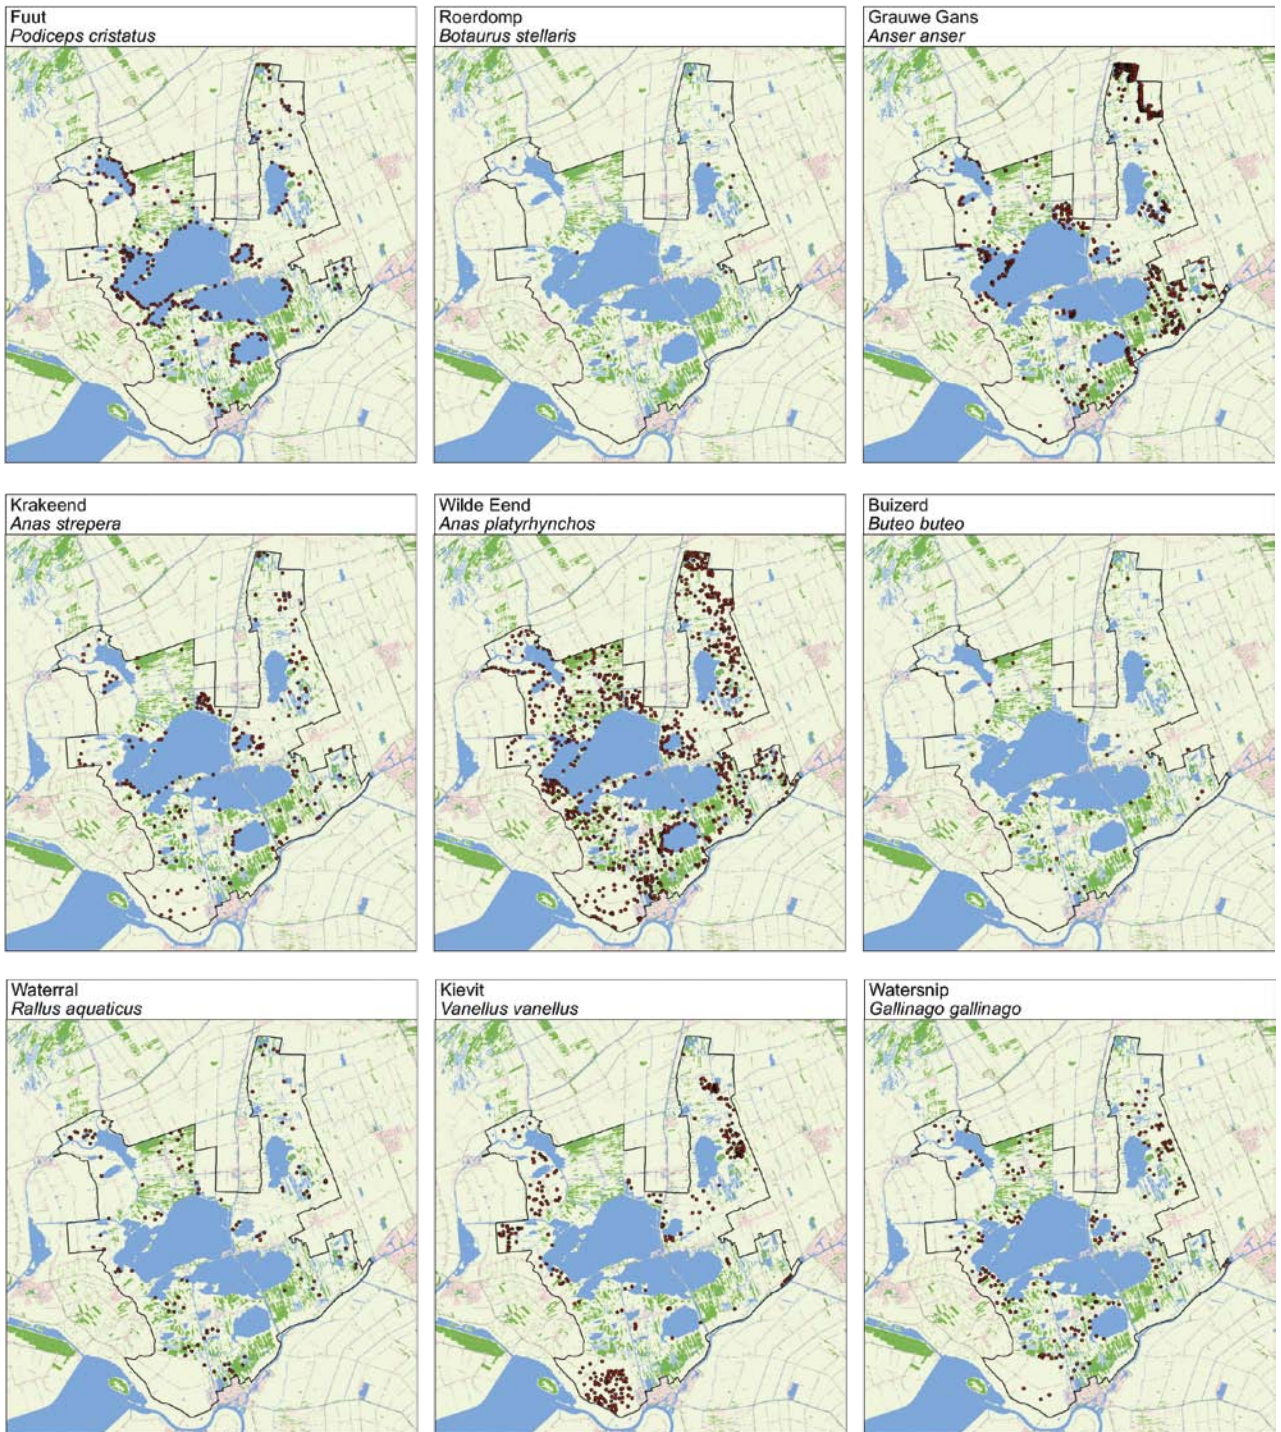 Fuut
Podiceps cristatus
Roerdomp
Botaurus stellaris
Grauwe Gans
Anser anser
Krakeend
Anas strepera
Wilde Eend
Anas platyrhynchos
Buizerd
Buteo buteo
Waterral
Rallus aquaticus
Kievit
Vanellus vanellus
Watersnip
Gallinago gallinago